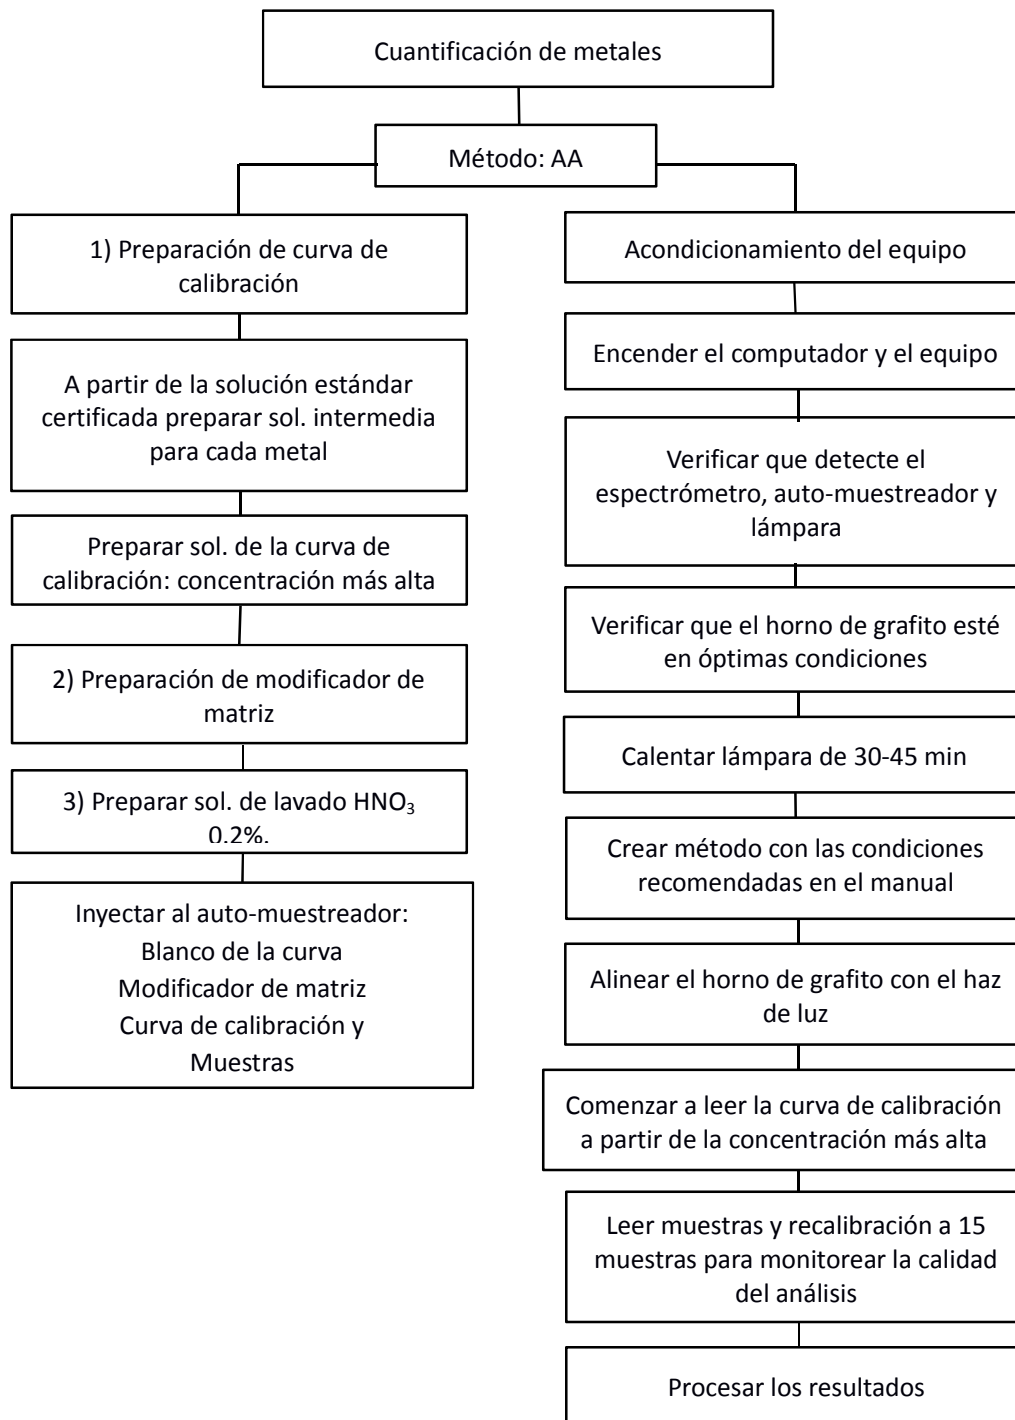 Cuantificación de metales
Método: AA
1) Preparación de curva de
calibración
A partir de la solución estándar
certificada preparar sol. intermedia
para cada metal
Preparar sol. de la curva de
calibración: concentración más alta
2) Preparación de modificador de
matriz
3) Preparar sol. de lavado HNO₃
0.2%.
Inyectar al auto-muestreador:
Blanco de la curva
Modificador de matriz
Curva de calibración y
Muestras
Acondicionamiento del equipo
Encender el computador y el equipo
Verificar que detecte el
espectrómetro, auto-muestreador y
lámpara
Verificar que el horno de grafito esté
en óptimas condiciones
Calentar lámpara de 30-45 min
Crear método con las condiciones
recomendadas en el manual
Alinear el horno de grafito con el haz
de luz
Comenzar a leer la curva de calibración
a partir de la concentración más alta
Leer muestras y recalibración a 15
muestras para monitorear la calidad
del análisis
Procesar los resultados